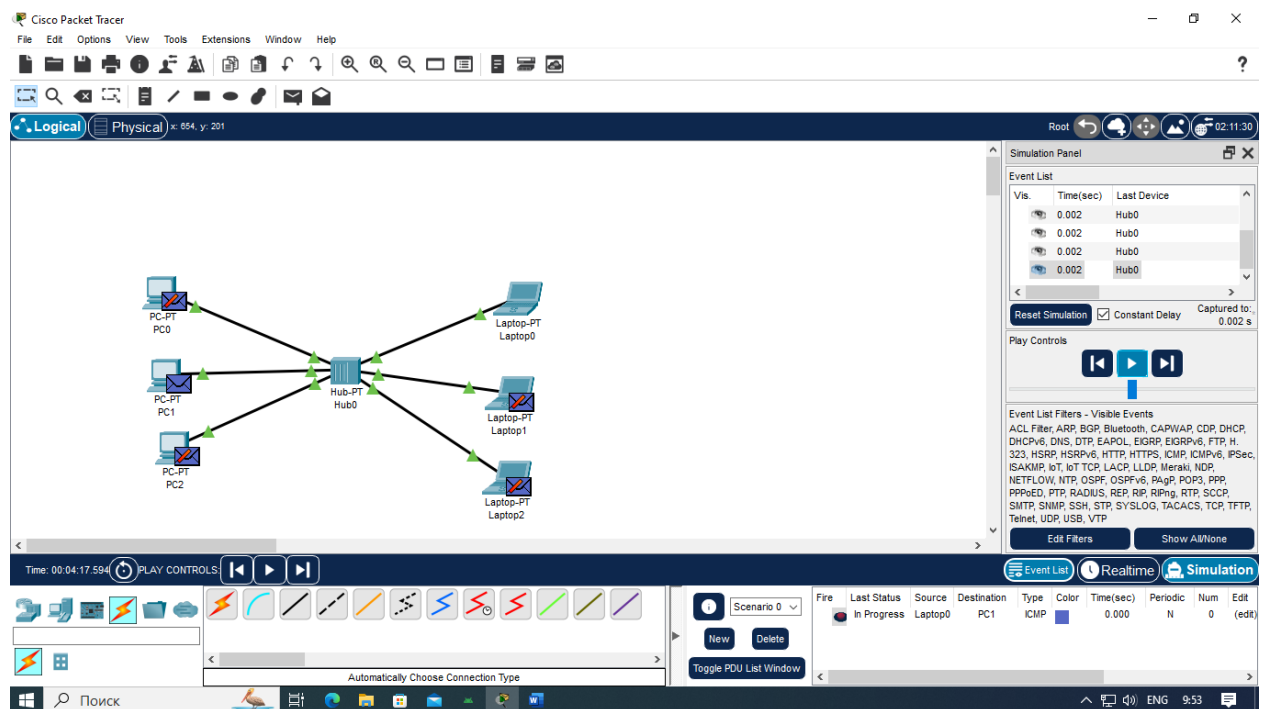 Cisco Packet Tracer
File Edit Options View Tools Extensions Window Help
?
Logical Physical x: 654, y: 201 Root 02:11:30
Simulation Panel
Event List
Vis. Time(sec) Last Device
0.002 Hub0
0.002 Hub0
0.002 Hub0
0.002 Hub0
Reset Simulation Constant Delay Captured to:
0.002 s
Play Controls
Event List Filters - Visible Events
ACL Filter, ARP, BGP, Bluetooth, CAPWAP, CDP, DHCP,
DHCPv6, DNS, DTP, EAPOL, EIGRP, EIGRPv6, FTP, H.
323, HSRP, HSRPv6, HTTP, HTTPS, ICMP, ICMPv6, IPSec,
ISAKMP, IoT, IoT TCP, LACP, LLDP, Meraki, NDP,
NETFLOW, NTP, OSPF, OSPFv6, PAgP, POP3, PPP,
PPPoED, PTP, RADIUS, REP, RIP, RIPng, RTP, SCCP,
SMTP, SNMP, SSH, STP, SYSLOG, TACACS, TCP, TFTP,
Telnet, UDP, USB, VTP
Edit Filters Show All/None
PC-PT
PC0
Laptop-PT
Laptop0
PC-PT
PC1
Hub-PT
Hub0
Laptop-PT
Laptop1
PC-PT
PC2
Laptop-PT
Laptop2
Time: 00:04:17.594 PLAY CONTROLS: Event List Realtime Simulation
Scenario 0
New Delete
Toggle PDU List Window
Fire Last Status Source Destination Type Color Time(sec) Periodic Num Edit
In Progress Laptop0 PC1 ICMP 0.000 N 0 (edit)
Automatically Choose Connection Type
Поиск ENG 9:53